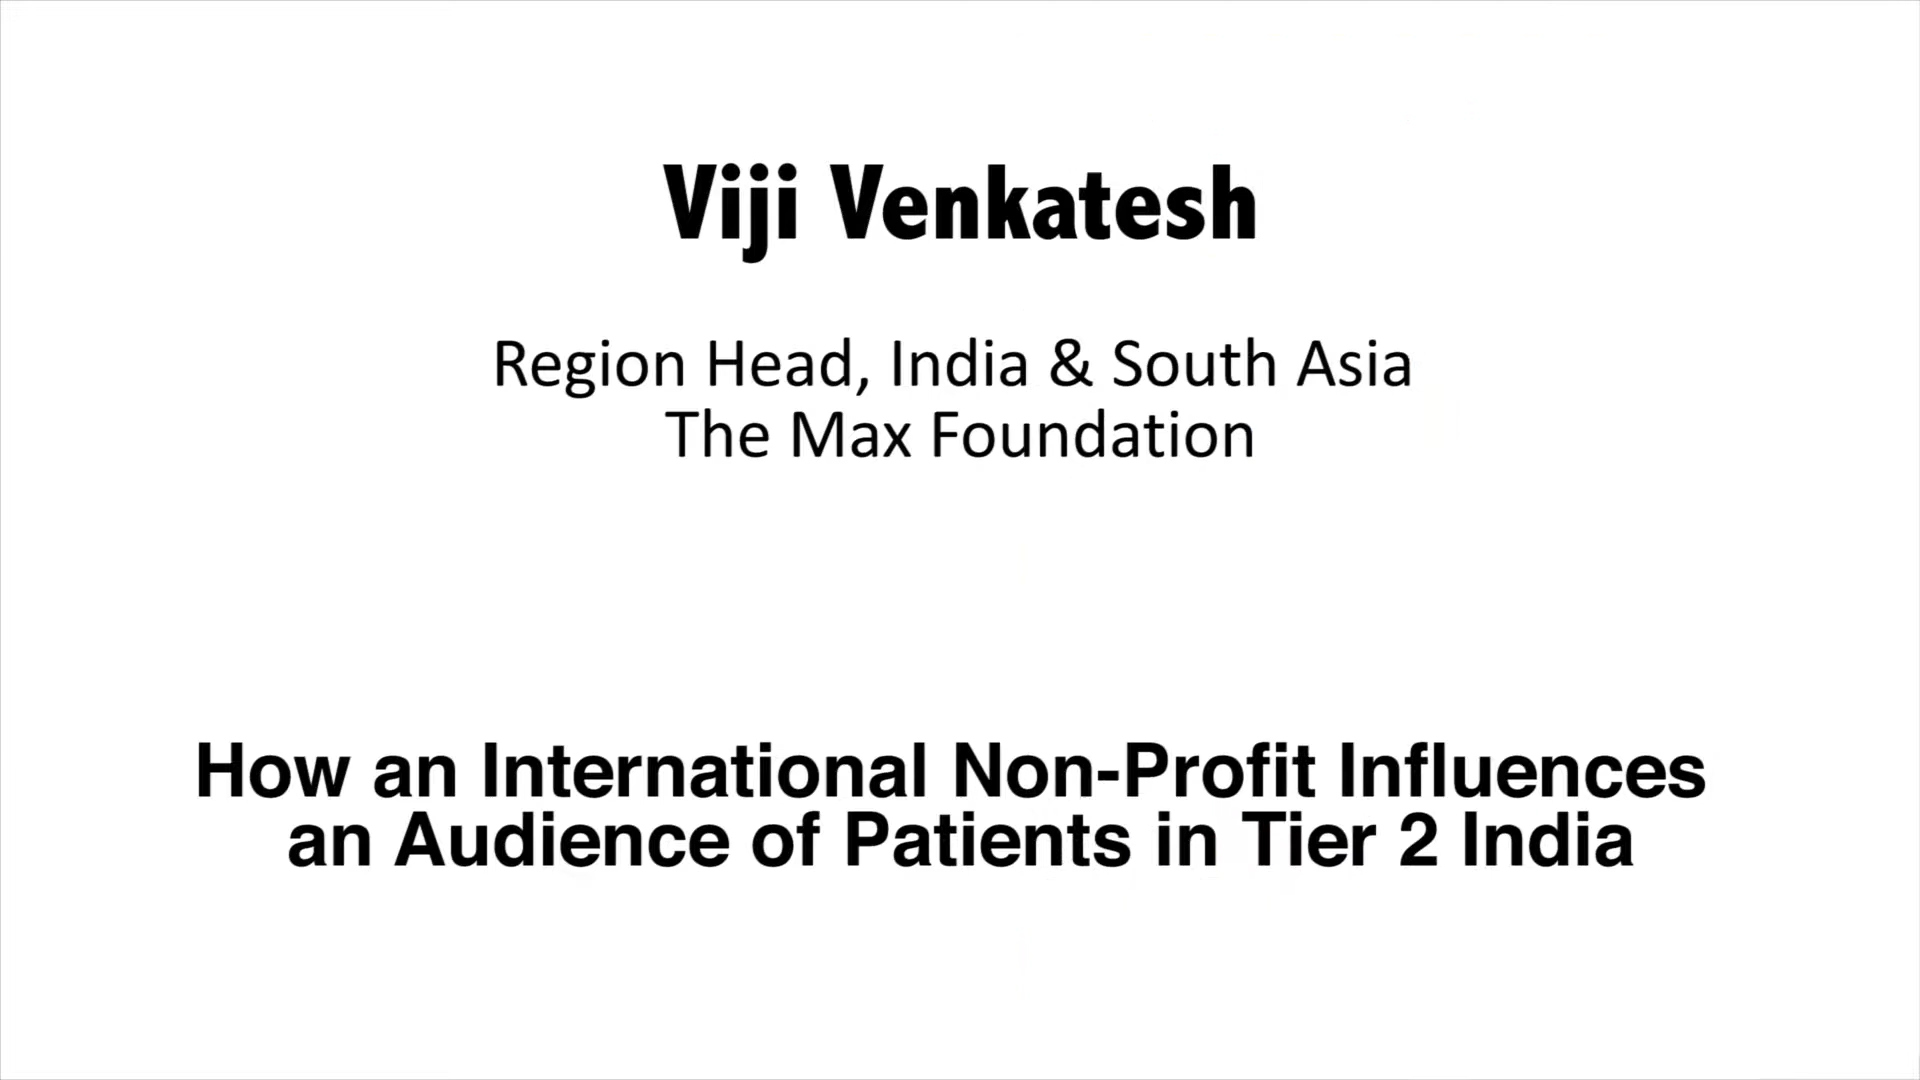 Viji Venkatesh
Region Head, India & South Asia
The Max Foundation
How an International Non-Profit Influences
an Audience of Patients in Tier 2 India